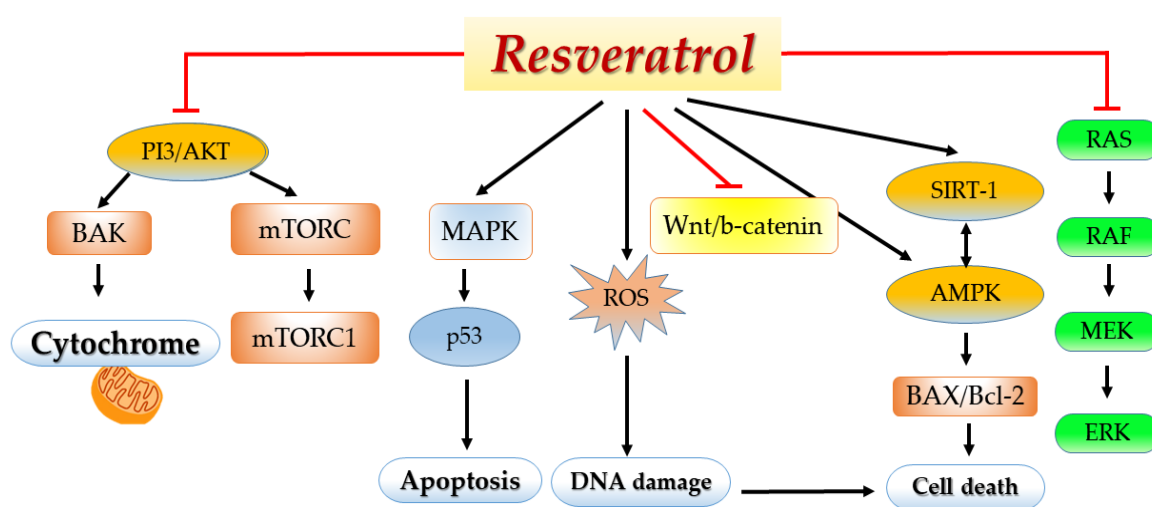 Resveratrol
PI3/AKT
RAS
SIRT-1
BAK
mTORC
MAPK
Wnt/b-catenin
RAF
ROS
AMPK
Cytochrome
mTORC1
p53
MEK
BAX/Bcl-2
ERK
Apoptosis
DNA damage
Cell death